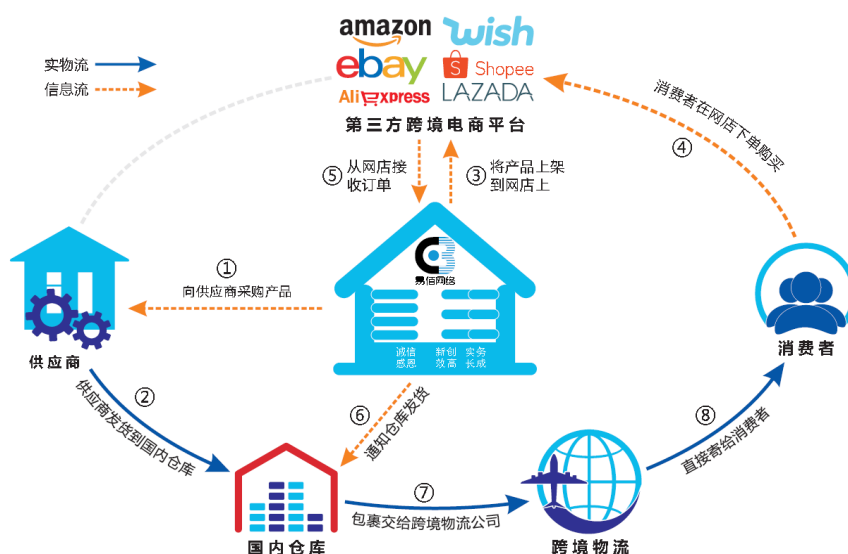 amazon
wish
ebay
S Shopee
AliExpress
LAZADA
第三方跨境电商平台
实物流
信息流
⑤ 从网店接
收订单
③ 将产品上架
到网店上
④
消费者在网店下单购买
易佰网络
诚信 新创 实务
感恩 效高 长成
①
向供应商采购产品
供应商
消费者
②
供应商发货到国内仓库
⑥
通知仓库发货
⑧
直接寄给消费者
⑦
包裹交给跨境物流公司
国内仓库
跨境物流